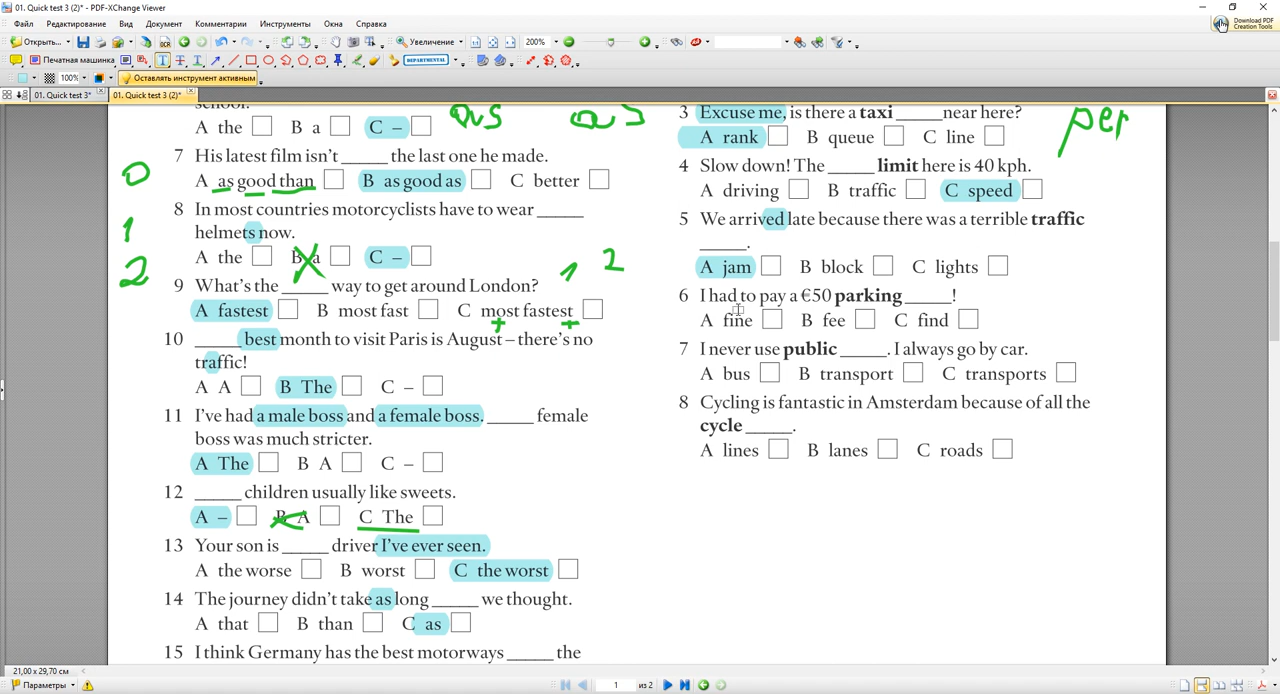 01. Quick test 3 (2)* - PDF-XChange Viewer
Файл Редактирование Вид Документ Комментарии Инструменты Окна Справка
Download PDF Creation Tools
Открыть... OCR Увеличение 200%
Печатная машинка DEPARTMENTAL
100% Оставлять инструмент активным
01. Quick test 3* 01. Quick test 3 (2)*
school.
A the B a C –
7 His latest film isn't _____ the last one he made.
A as good than B as good as C better
8 In most countries motorcyclists have to wear _____
helmets now.
A the B a C –
9 What's the _____ way to get around London?
A fastest B most fast C most fastest
10 _____ best month to visit Paris is August – there's no
traffic!
A A B The C –
11 I've had a male boss and a female boss. _____ female
boss was much stricter.
A The B A C –
12 _____ children usually like sweets.
A – B A C The
13 Your son is _____ driver I've ever seen.
A the worse B worst C the worst
14 The journey didn't take as long _____ we thought.
A that B than C as
15 I think Germany has the best motorways _____ the
0
1
2
1 2
+ +
3 Excuse me, is there a taxi _____ near here?
A rank B queue C line
4 Slow down! The _____ limit here is 40 kph.
A driving B traffic C speed
5 We arrived late because there was a terrible traffic
_____.
A jam B block C lights
6 I had to pay a €50 parking _____!
A fine B fee C find
7 I never use public _____. I always go by car.
A bus B transport C transports
8 Cycling is fantastic in Amsterdam because of all the
cycle _____.
A lines B lanes C roads
per
21,00 x 29,70 см
Параметры 1 из 2